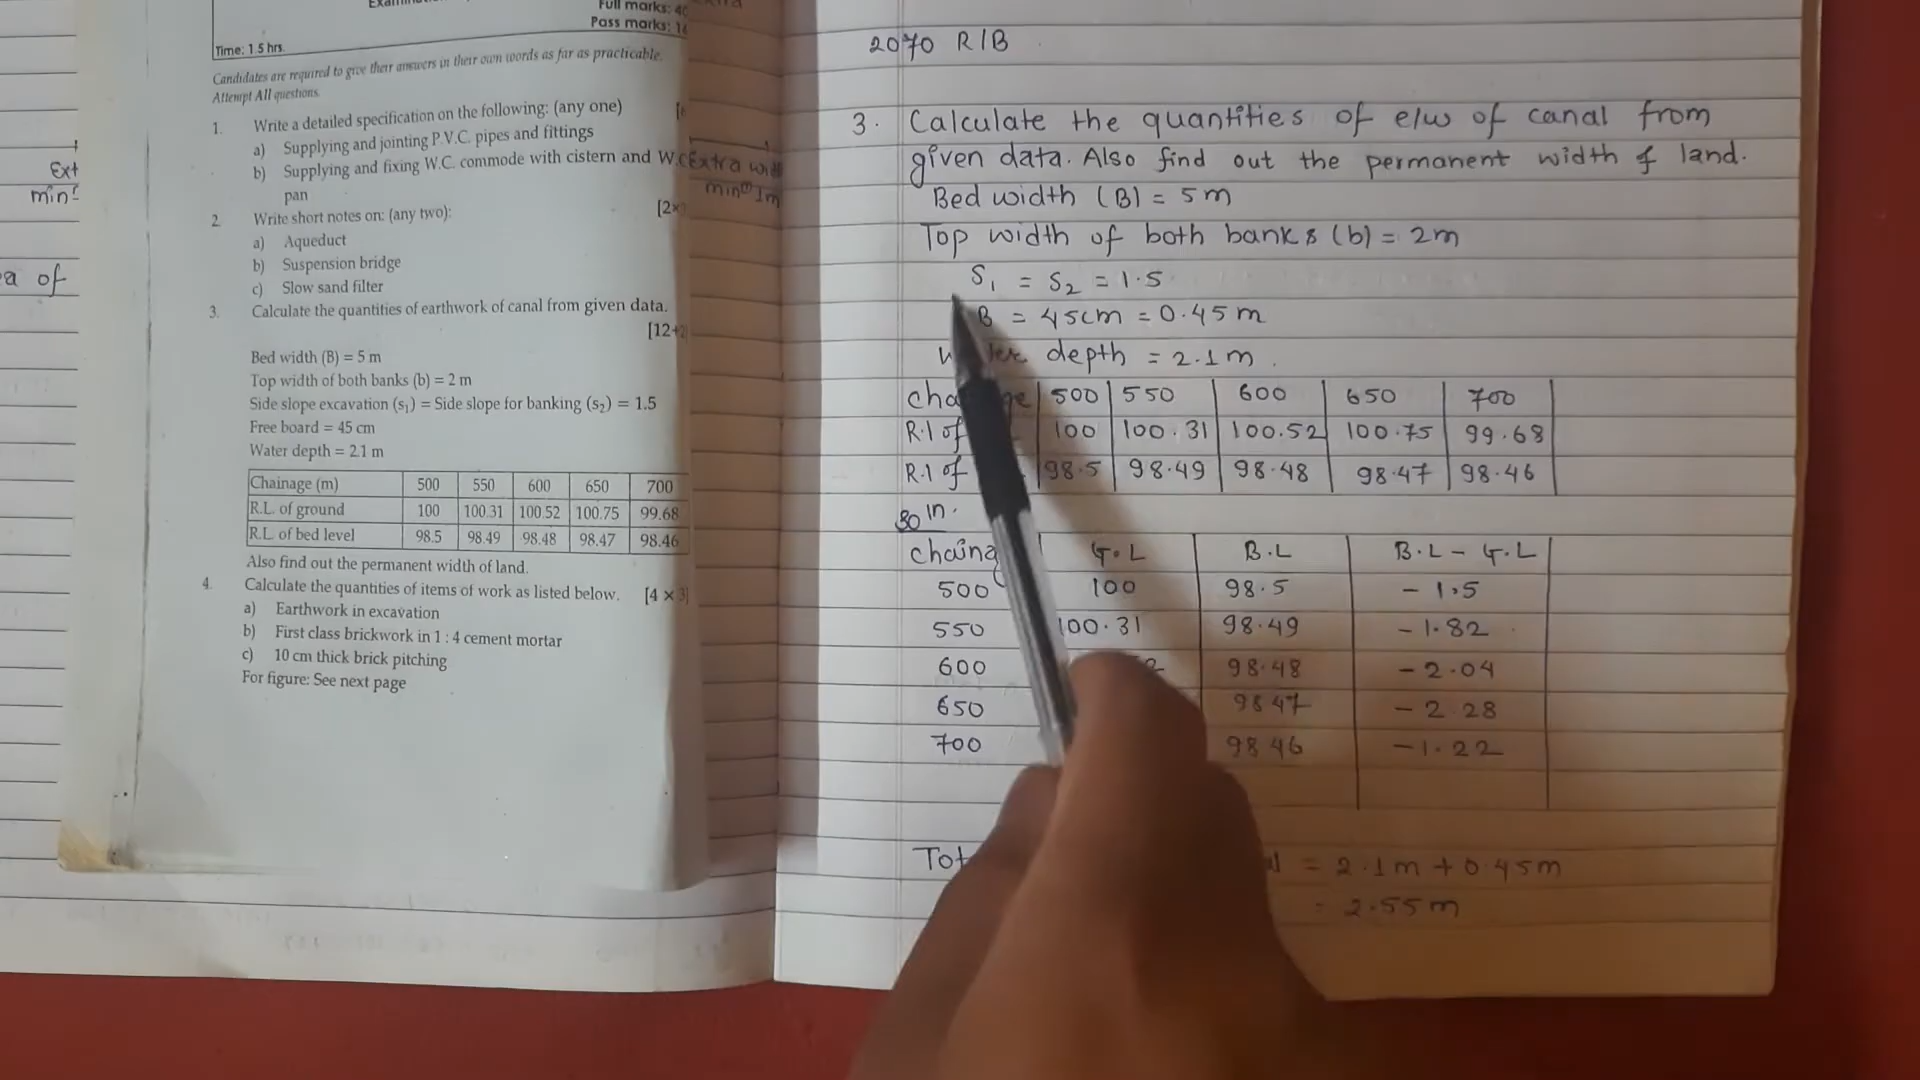 Full marks: 40
Pass marks: 16
Time: 1.5 hrs.
Candidates are required to give their answers in their own words as far as practicable.
Attempt All questions.
1. Write a detailed specification on the following: (any one)
a) Supplying and jointing P.V.C. pipes and fittings
b) Supplying and fixing W.C. commode with cistern and W.C
pan
2. Write short notes on: (any two): [2×
a) Aqueduct
b) Suspension bridge
c) Slow sand filter
3. Calculate the quantities of earthwork of canal from given data.
[12+2
Bed width (B) = 5 m
Top width of both banks (b) = 2 m
Side slope excavation (s₁) = Side slope for banking (s₂) = 1.5
Free board = 45 cm
Water depth = 2.1 m
Chainage (m) 500 550 600 650 700
R.L. of ground 100 100.31 100.52 100.75 99.68
R.L. of bed level 98.5 98.49 98.48 98.47 98.46
Also find out the permanent width of land.
4. Calculate the quantities of items of work as listed below. [4 × 3]
a) Earthwork in excavation
b) First class brickwork in 1 : 4 cement mortar
c) 10 cm thick brick pitching
For figure: See next page
Ext
min
a of
Extra wid
minm 1m
2070 R/B
3. Calculate the quantities of e/w of canal from
given data. Also find out the permanent width of land.
Bed width (B) = 5m
Top width of both banks (b) = 2m
S₁ = S₂ = 1.5
B = 45cm = 0.45m
depth = 2.1m.
500 550 600 650 700
R.l of 100 100.31 100.52 100.75 99.68
R.l of 98.5 98.49 98.48 98.47 98.46
soln.
Chaina G.L B.L B.L - G.L
500 100 98.5 - 1.5
550 100.31 98.49 - 1.82
600 98.48 - 2.04
650 98.47 - 2.28
700 98.46 - 1.22
Tot = 2.1m + 0.45m
= 2.55m